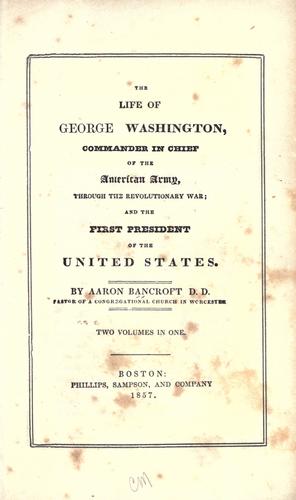 THE
LIFE OF
GEORGE WASHINGTON,
COMMANDER IN CHIEF
OF THE
American Army,
THROUGH THE REVOLUTIONARY WAR;
AND THE
FIRST PRESIDENT
OF THE
UNITED STATES.
BY AARON BANCROFT D. D.
PASTOR OF A CONGREGATIONAL CHURCH IN WORCESTER
TWO VOLUMES IN ONE.
BOSTON:
PHILLIPS, SAMPSON, AND COMPANY
1857.
CM